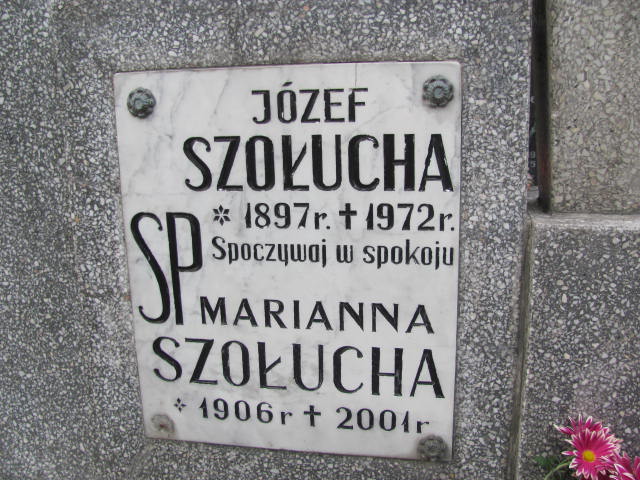 JÓZEF
SZOŁUCHA
* 1897r. † 1972r.
SP
Spoczywaj w spokoju
MARIANNA
SZOŁUCHA
* 1906r † 2001r